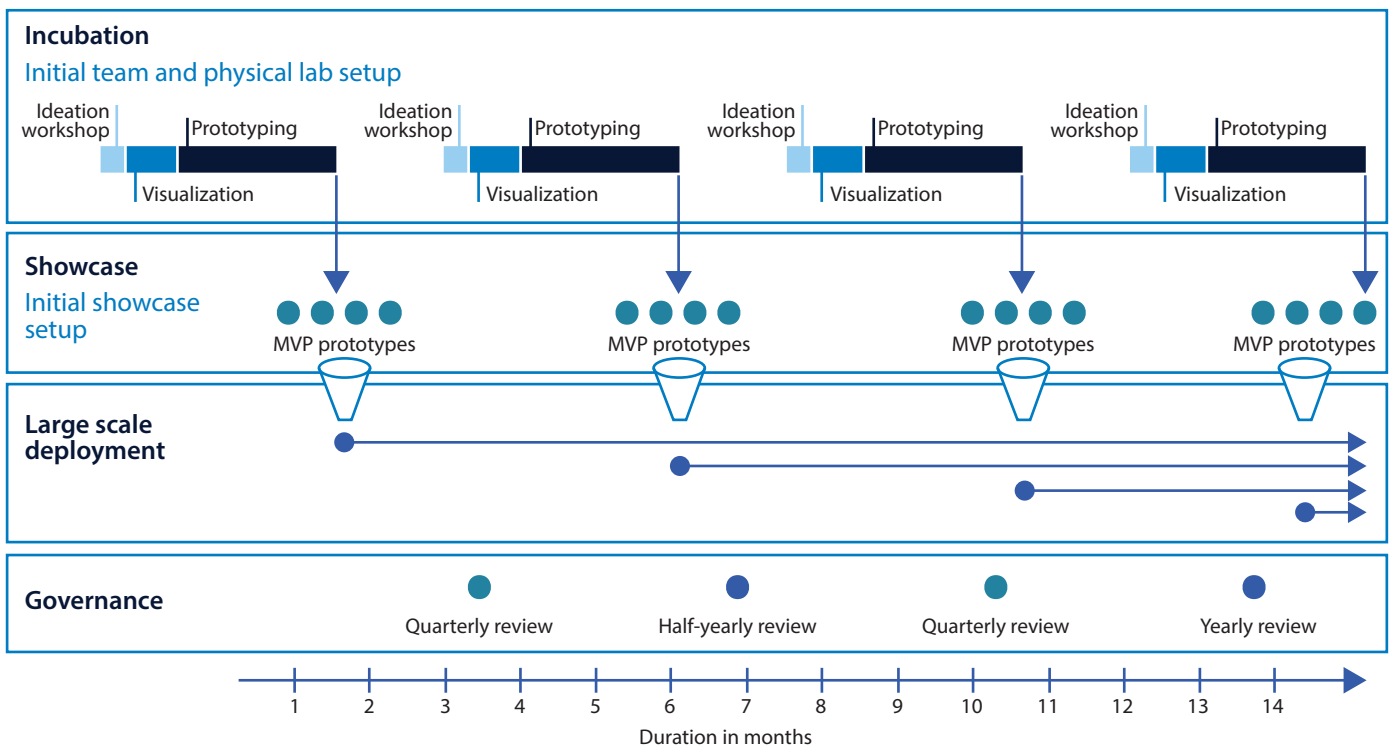 Incubation
Initial team and physical lab setup
Ideation
workshop
Prototyping
Visualization
Ideation
workshop
Prototyping
Visualization
Ideation
workshop
Prototyping
Visualization
Ideation
workshop
Prototyping
Visualization
Showcase
Initial showcase
setup
MVP prototypes
MVP prototypes
MVP prototypes
MVP prototypes
Large scale
deployment
Governance
Quarterly review
Half-yearly review
Quarterly review
Yearly review
1 2 3 4 5 6 7 8 9 10 11 12 13 14
Duration in months